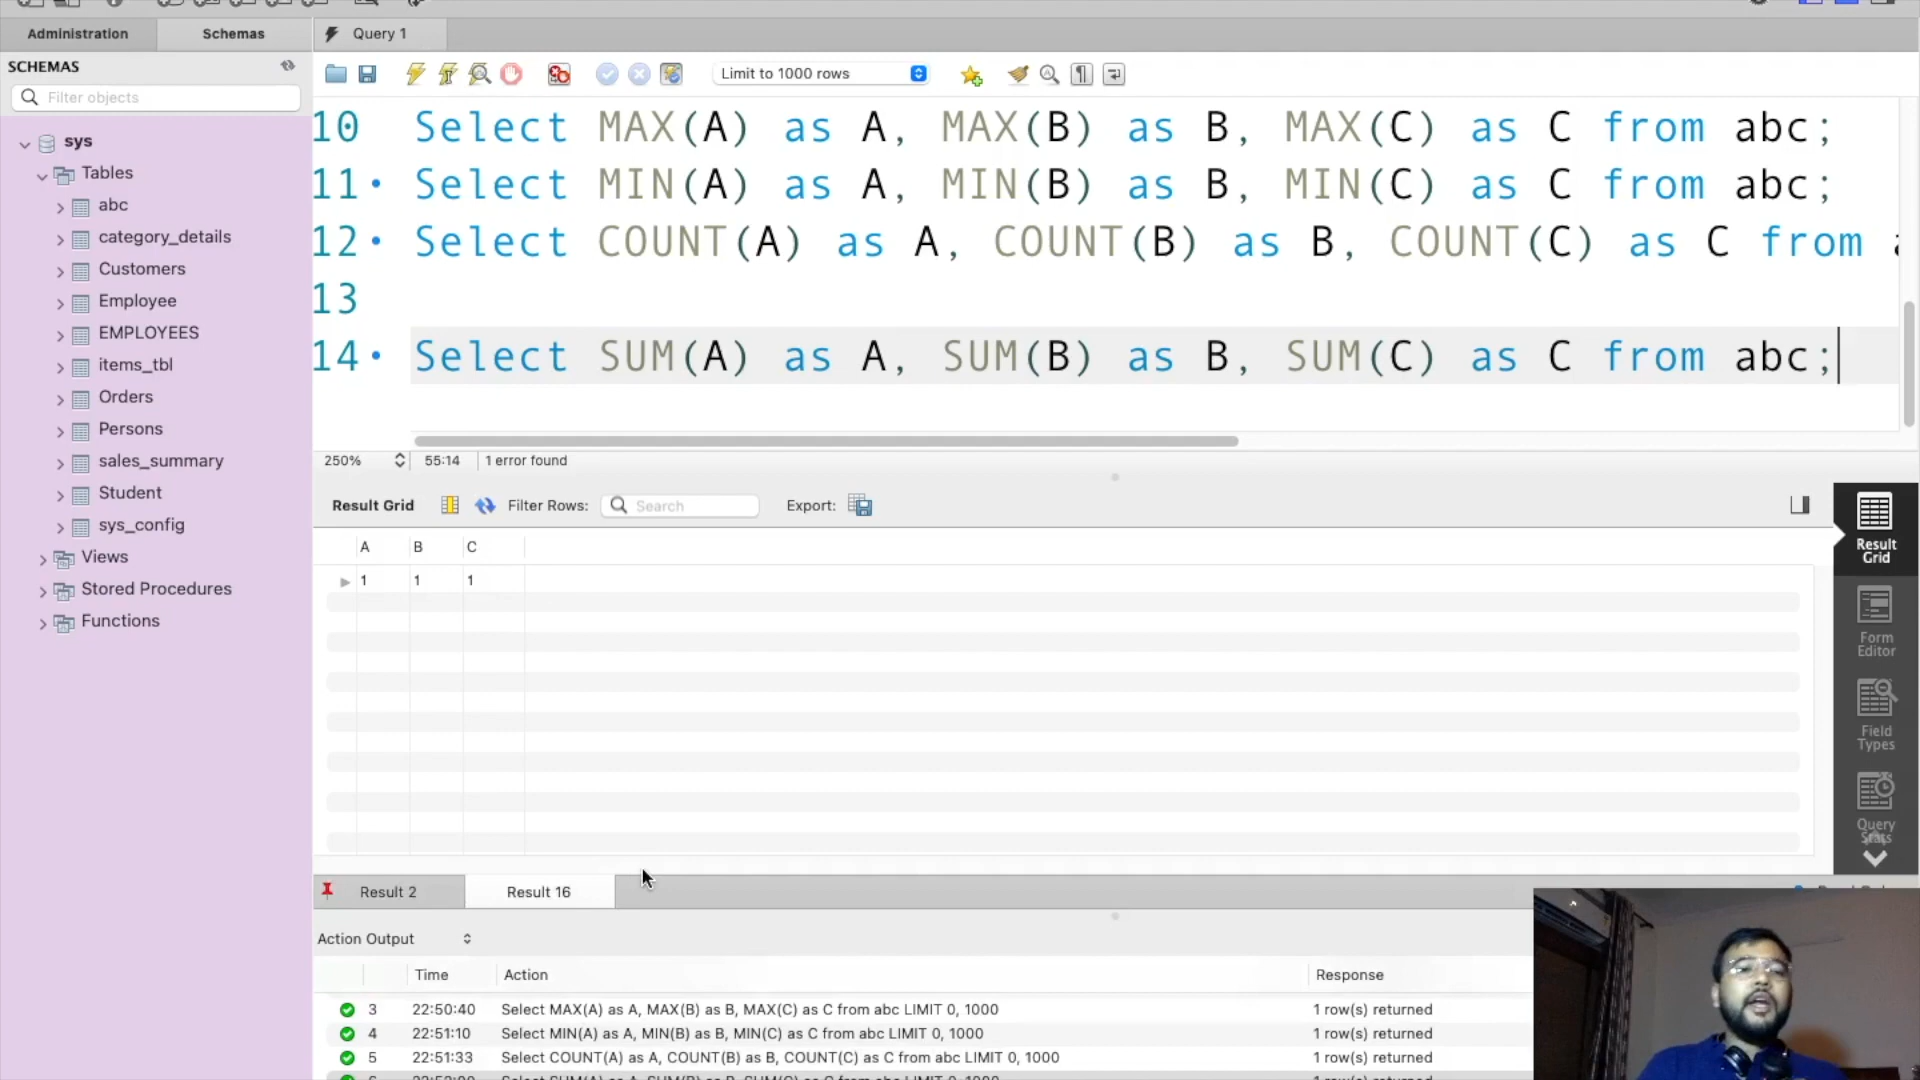 Administration
Schemas
Query 1
SCHEMAS
Filter objects
Limit to 1000 rows
sys
Tables
abc
category_details
Customers
Employee
EMPLOYEES
items_tbl
Orders
Persons
sales_summary
Student
sys_config
Views
Stored Procedures
Functions
10 Select MAX(A) as A, MAX(B) as B, MAX(C) as C from abc;
11 Select MIN(A) as A, MIN(B) as B, MIN(C) as C from abc;
12 Select COUNT(A) as A, COUNT(B) as B, COUNT(C) as C from
13
14 Select SUM(A) as A, SUM(B) as B, SUM(C) as C from abc;
250% 55:14 1 error found
Result Grid Filter Rows: Search Export:
A B C
1 1 1
Result Grid
Form Editor
Field Types
Query Stats
Result 2
Result 16
Action Output
Time Action Response
3 22:50:40 Select MAX(A) as A, MAX(B) as B, MAX(C) as C from abc LIMIT 0, 1000 1 row(s) returned
4 22:51:10 Select MIN(A) as A, MIN(B) as B, MIN(C) as C from abc LIMIT 0, 1000 1 row(s) returned
5 22:51:33 Select COUNT(A) as A, COUNT(B) as B, COUNT(C) as C from abc LIMIT 0, 1000 1 row(s) returned